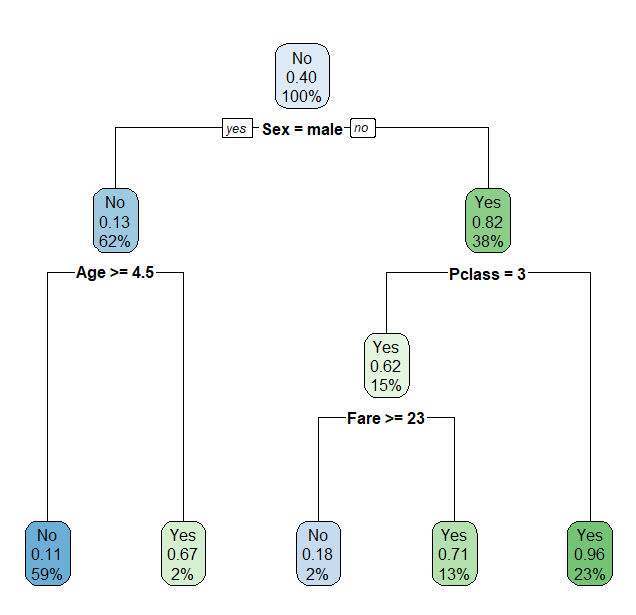 No
0.40
100%
yes Sex = male no
No
0.13
62%
Yes
0.82
38%
Age >= 4.5
Pclass = 3
Yes
0.62
15%
Fare >= 23
No
0.11
59%
Yes
0.67
2%
No
0.18
2%
Yes
0.71
13%
Yes
0.96
23%